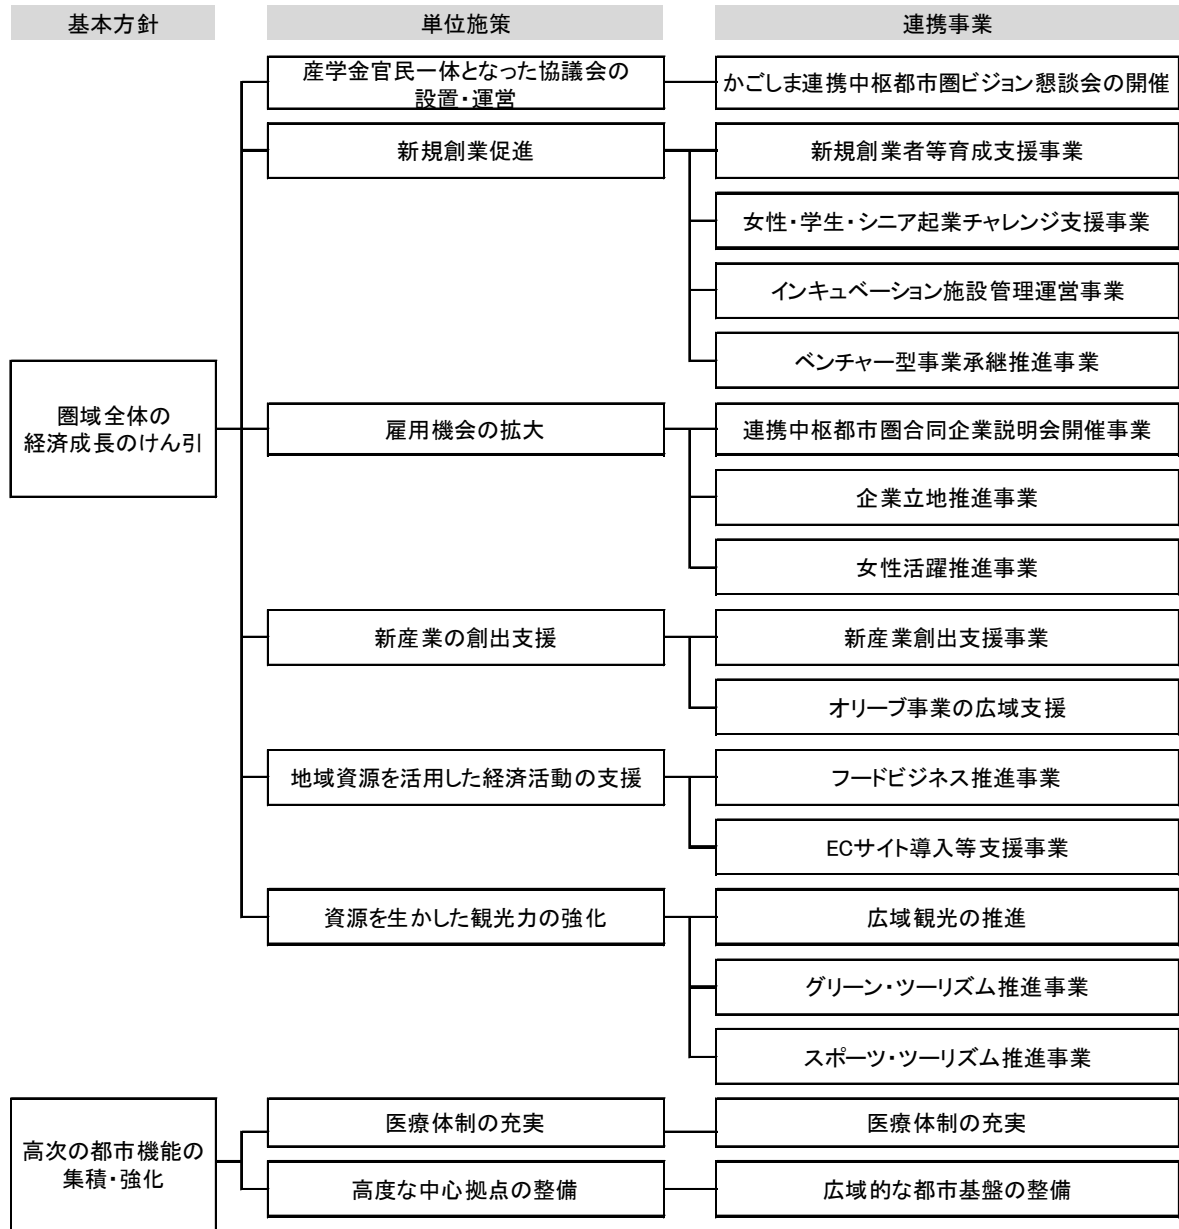 基本方針
単位施策
連携事業
産学金官民一体となった協議会の
設置・運営
かごしま連携中枢都市圏ビジョン懇談会の開催
新規創業促進
新規創業者等育成支援事業
女性・学生・シニア起業チャレンジ支援事業
インキュベーション施設管理運営事業
ベンチャー型事業承継推進事業
圏域全体の
経済成長のけん引
雇用機会の拡大
連携中枢都市圏合同企業説明会開催事業
企業立地推進事業
女性活躍推進事業
新産業の創出支援
新産業創出支援事業
オリーブ事業の広域支援
地域資源を活用した経済活動の支援
フードビジネス推進事業
ECサイト導入等支援事業
資源を生かした観光力の強化
広域観光の推進
グリーン・ツーリズム推進事業
スポーツ・ツーリズム推進事業
高次の都市機能の
集積・強化
医療体制の充実
医療体制の充実
高度な中心拠点の整備
広域的な都市基盤の整備